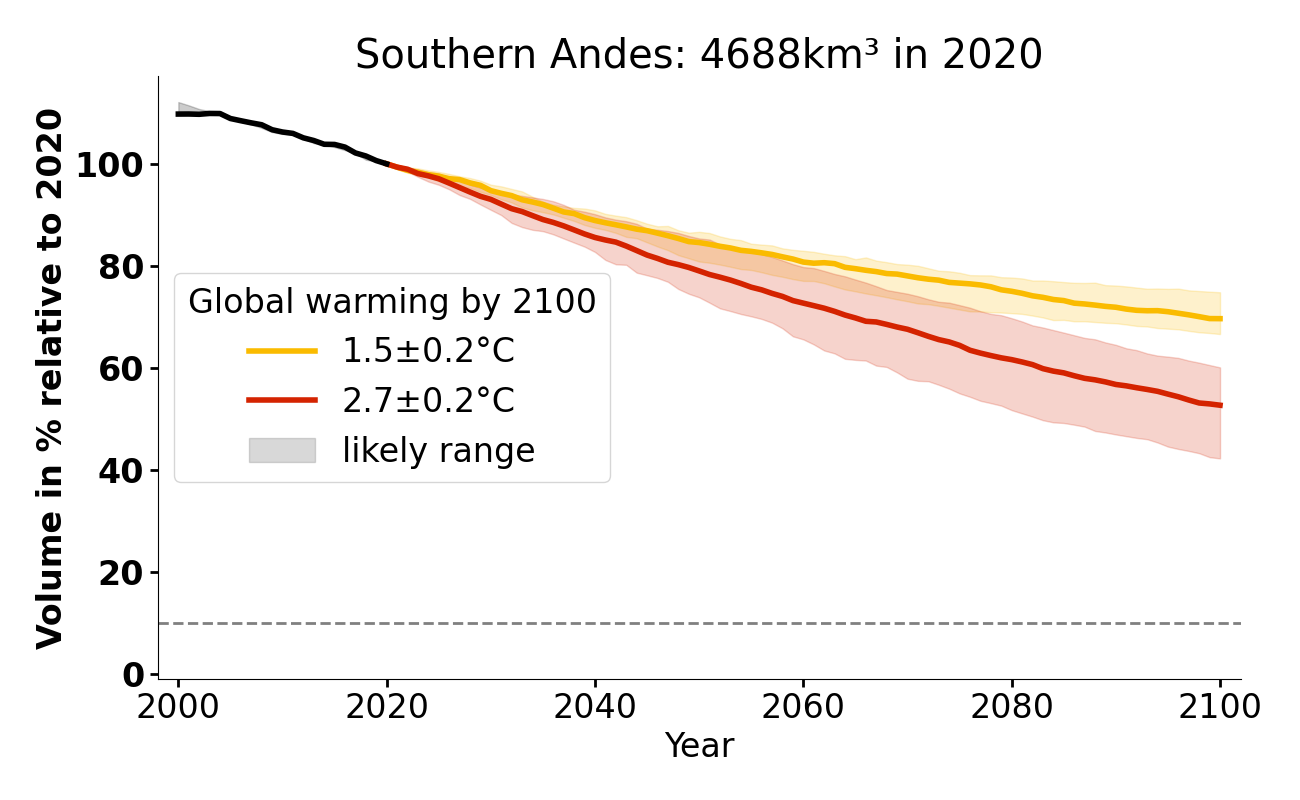 Southern Andes: 4688km³ in 2020
Volume in % relative to 2020
100
80
60
40
20
0
Global warming by 2100
1.5±0.2°C
2.7±0.2°C
likely range
2000 2020 2040 2060 2080 2100
Year